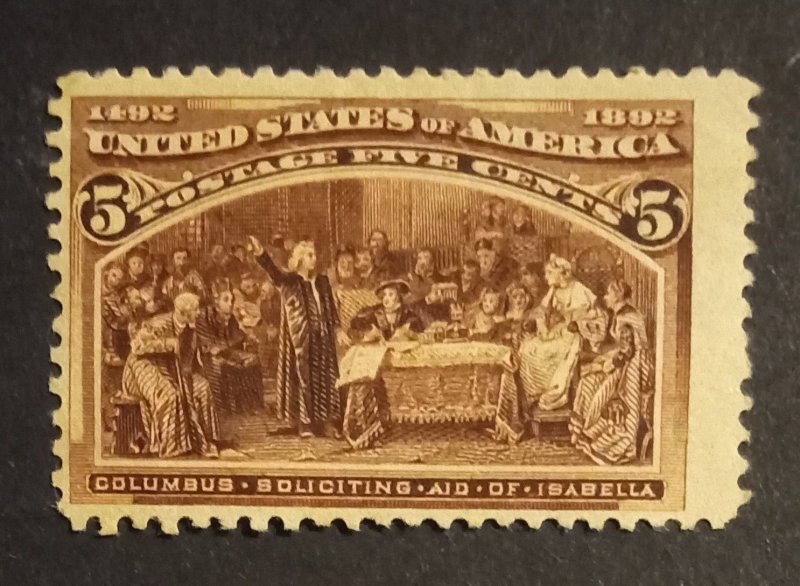 1492 1892
UNITED STATES OF AMERICA
POSTAGE FIVE CENTS
5 5
COLUMBUS · SOLICITING · AID · OF · ISABELLA